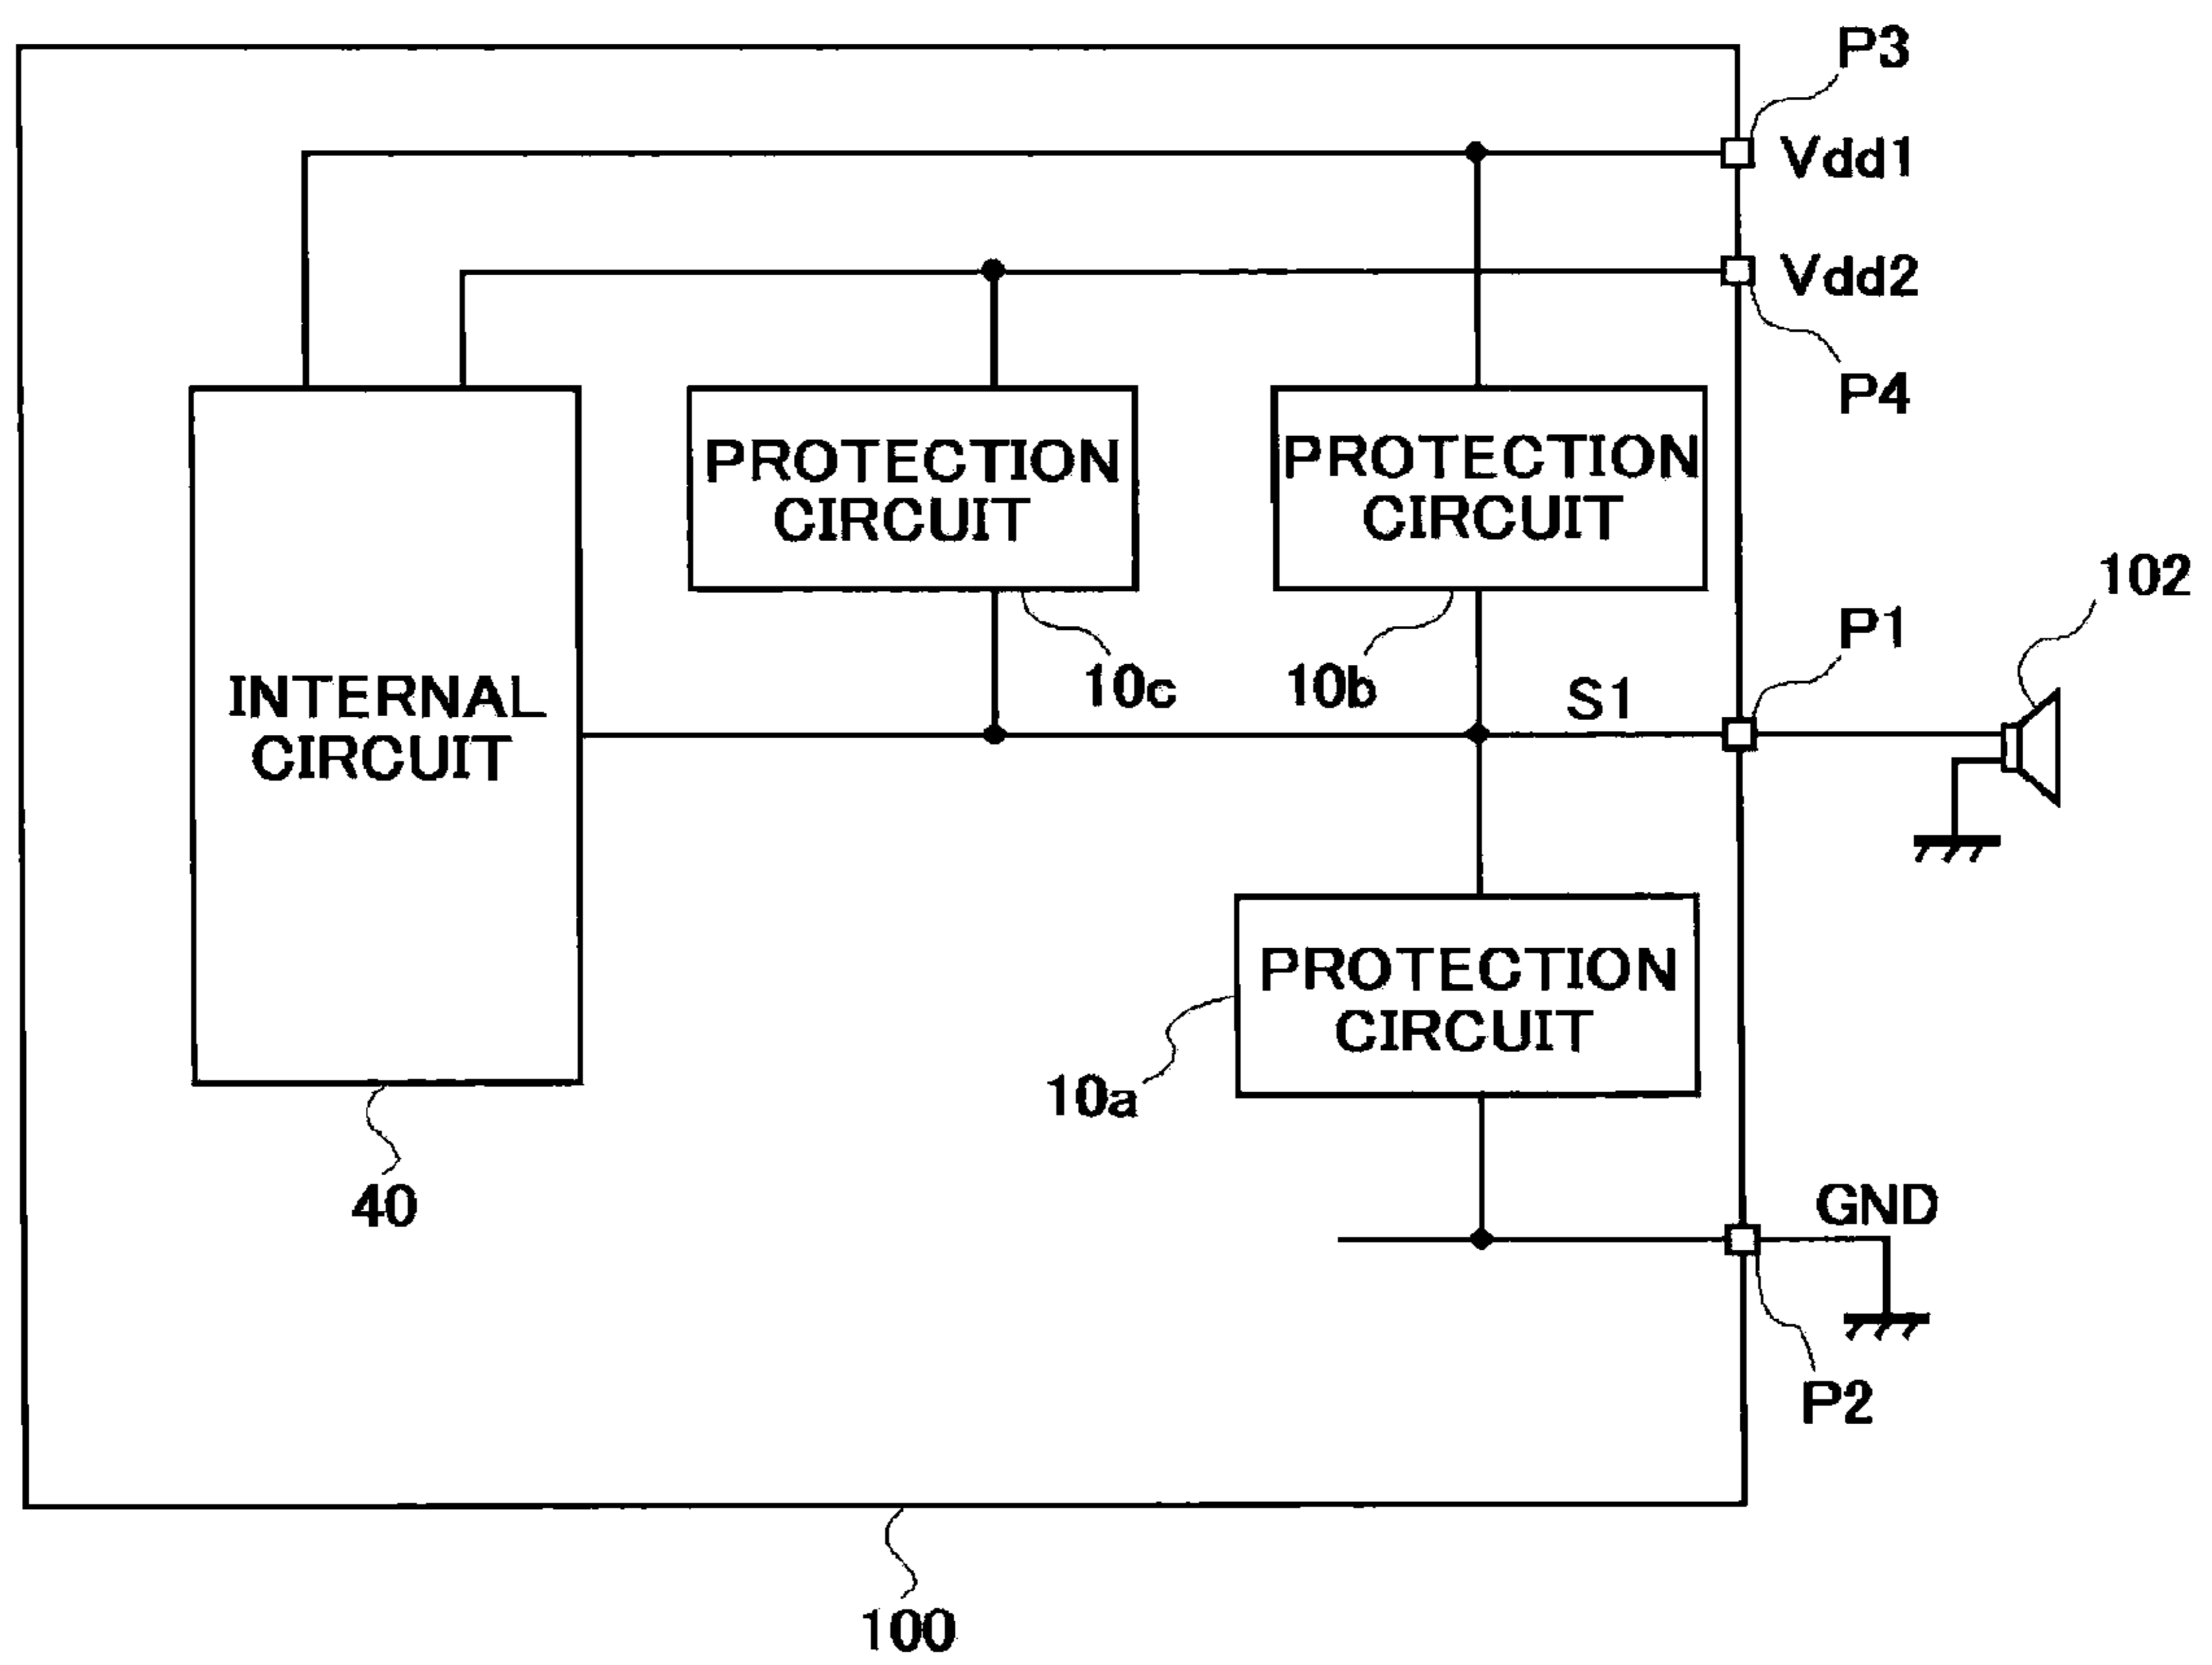 P3
Vdd1
Vdd2
P4
PROTECTION
CIRCUIT
PROTECTION
CIRCUIT
102
P1
10c
10b
S1
INTERNAL
CIRCUIT
PROTECTION
CIRCUIT
10a
40
GND
P2
100